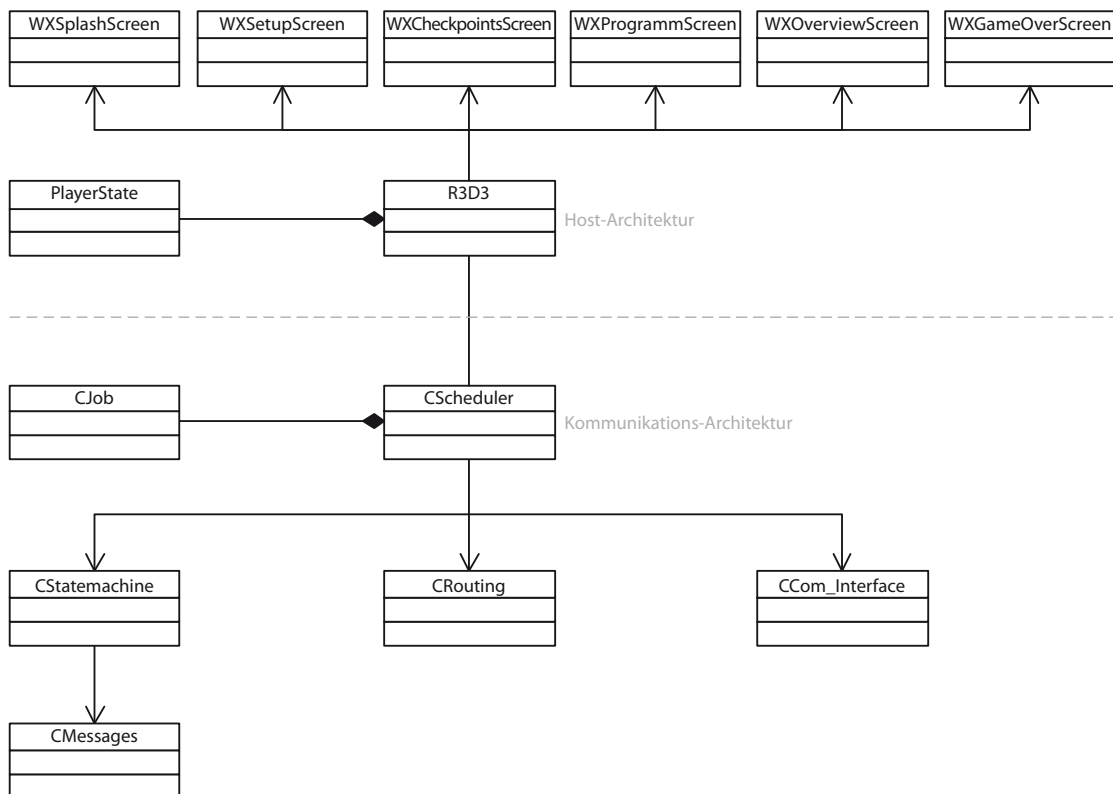 WXSplashScreen
WXSetupScreen
WXCheckpointsScreen
WXProgrammScreen
WXOverviewScreen
WXGameOverScreen
PlayerState
R3D3
Host-Architektur
CJob
CScheduler
Kommunikations-Architektur
CStatemachine
CRouting
CCom_Interface
CMessages